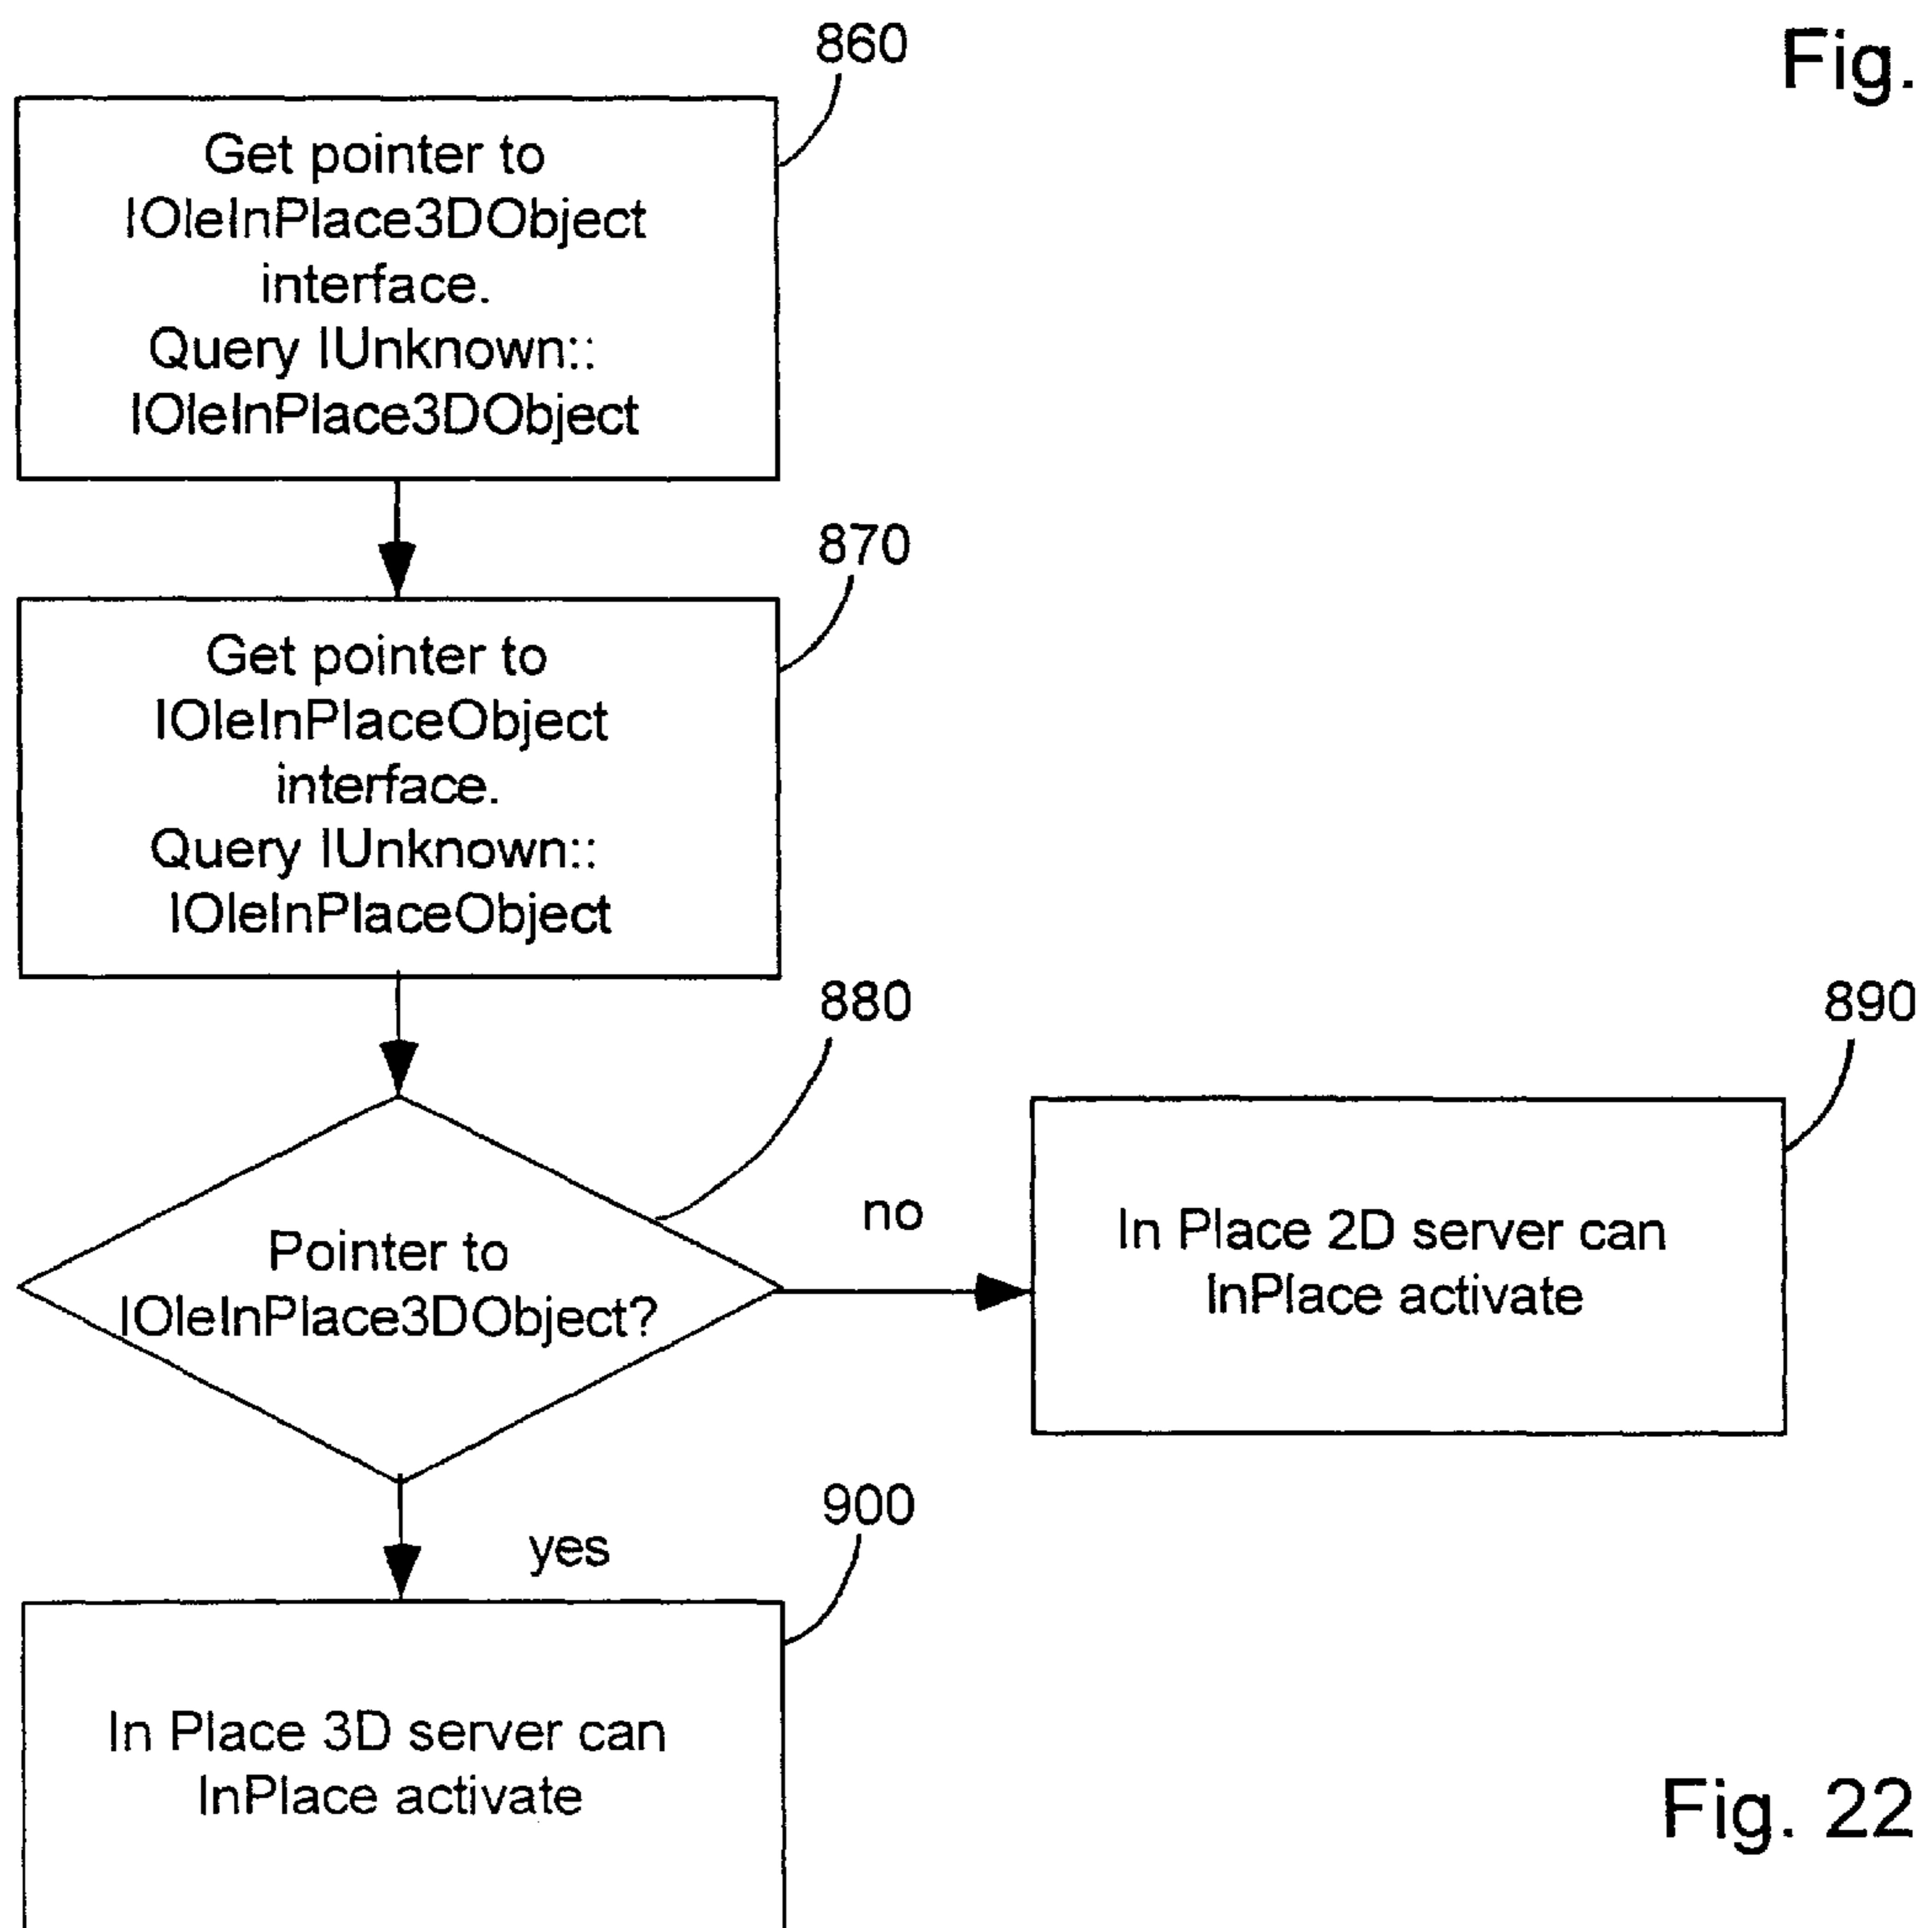 860
Fig.
Get pointer to
IOleInPlace3DObject
interface.
Query IUnknown::
IOleInPlace3DObject
870
Get pointer to
IOleInPlaceObject
interface.
Query IUnknown::
IOleInPlaceObject
880
890
no
Pointer to
IOleInPlace3DObject?
In Place 2D server can
InPlace activate
900
yes
In Place 3D server can
InPlace activate
Fig. 22